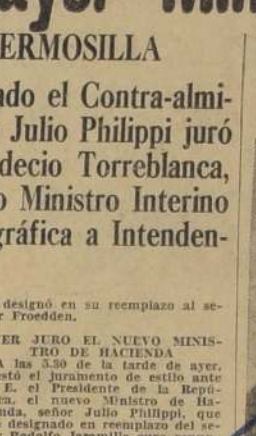 ERMOSILLA
ndo el Contra-almi-
Julio Philippi juró
decio Torreblanca,
o Ministro Interino
gráfica a Intenden-
designó en su reemplazo al se-
r Froedden.
ER JURO EL NUEVO MINIS-
TRO DE HACIENDA
A las 5.30 de la tarde de ayer,
estó el juramento de estilo ante
E. el Presidente de la Repú-
ca, el nuevo Ministro de Ha-
nda, señor Julio Philippi, que
designado en reemplazo del se-